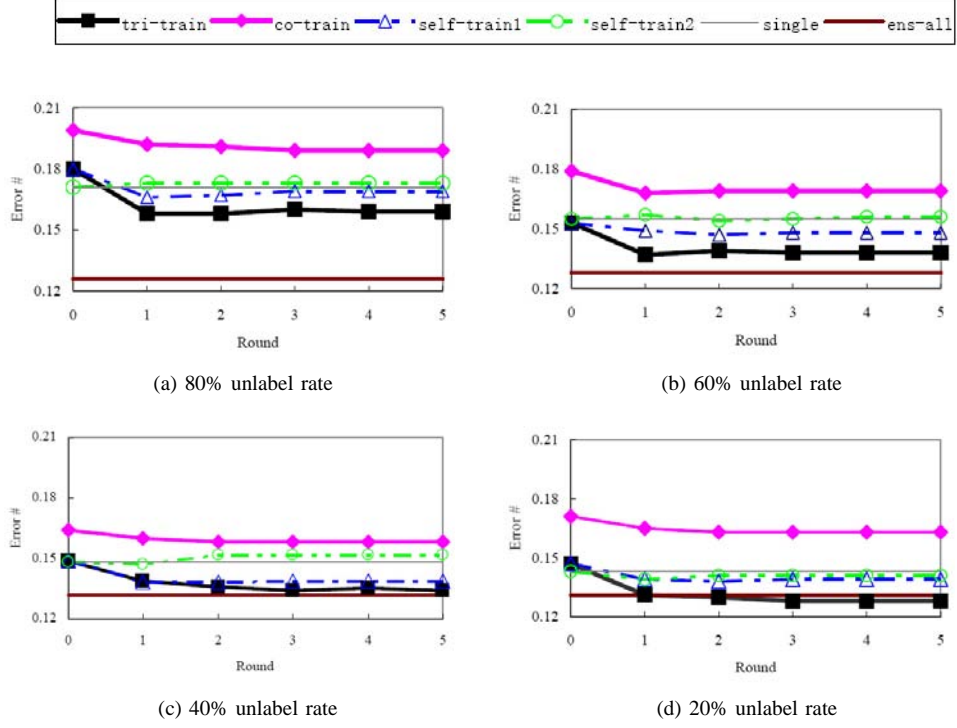 tri-train co-train self-train1 self-train2 single ens-all
0.21
0.18
0.15
0.12
Error #
0 1 2 3 4 5
Round
(a) 80% unlabel rate
0.21
0.18
0.15
0.12
Error #
0 1 2 3 4 5
Round
(b) 60% unlabel rate
0.21
0.18
0.15
0.12
Error #
0 1 2 3 4 5
Round
(c) 40% unlabel rate
0.21
0.18
0.15
0.12
Error #
0 1 2 3 4 5
Round
(d) 20% unlabel rate